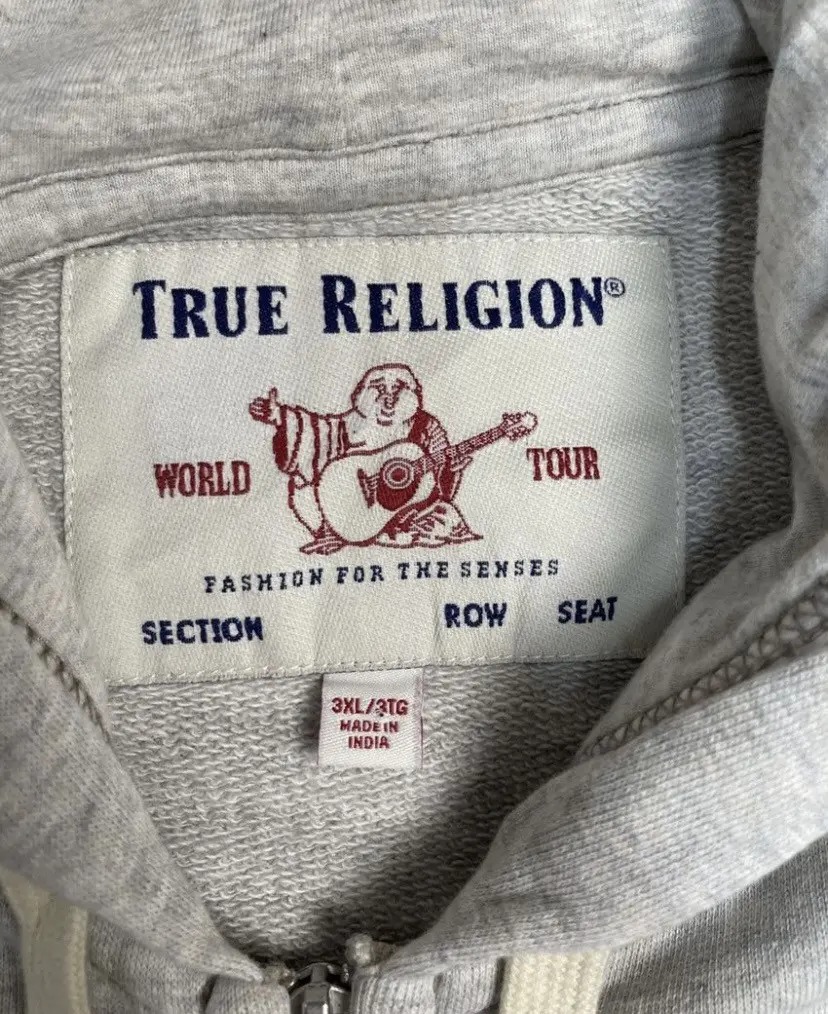 TRUE RELIGION®
WORLD TOUR
FASHION FOR THE SENSES
SECTION ROW SEAT
3XL/3TG
MADE IN
INDIA